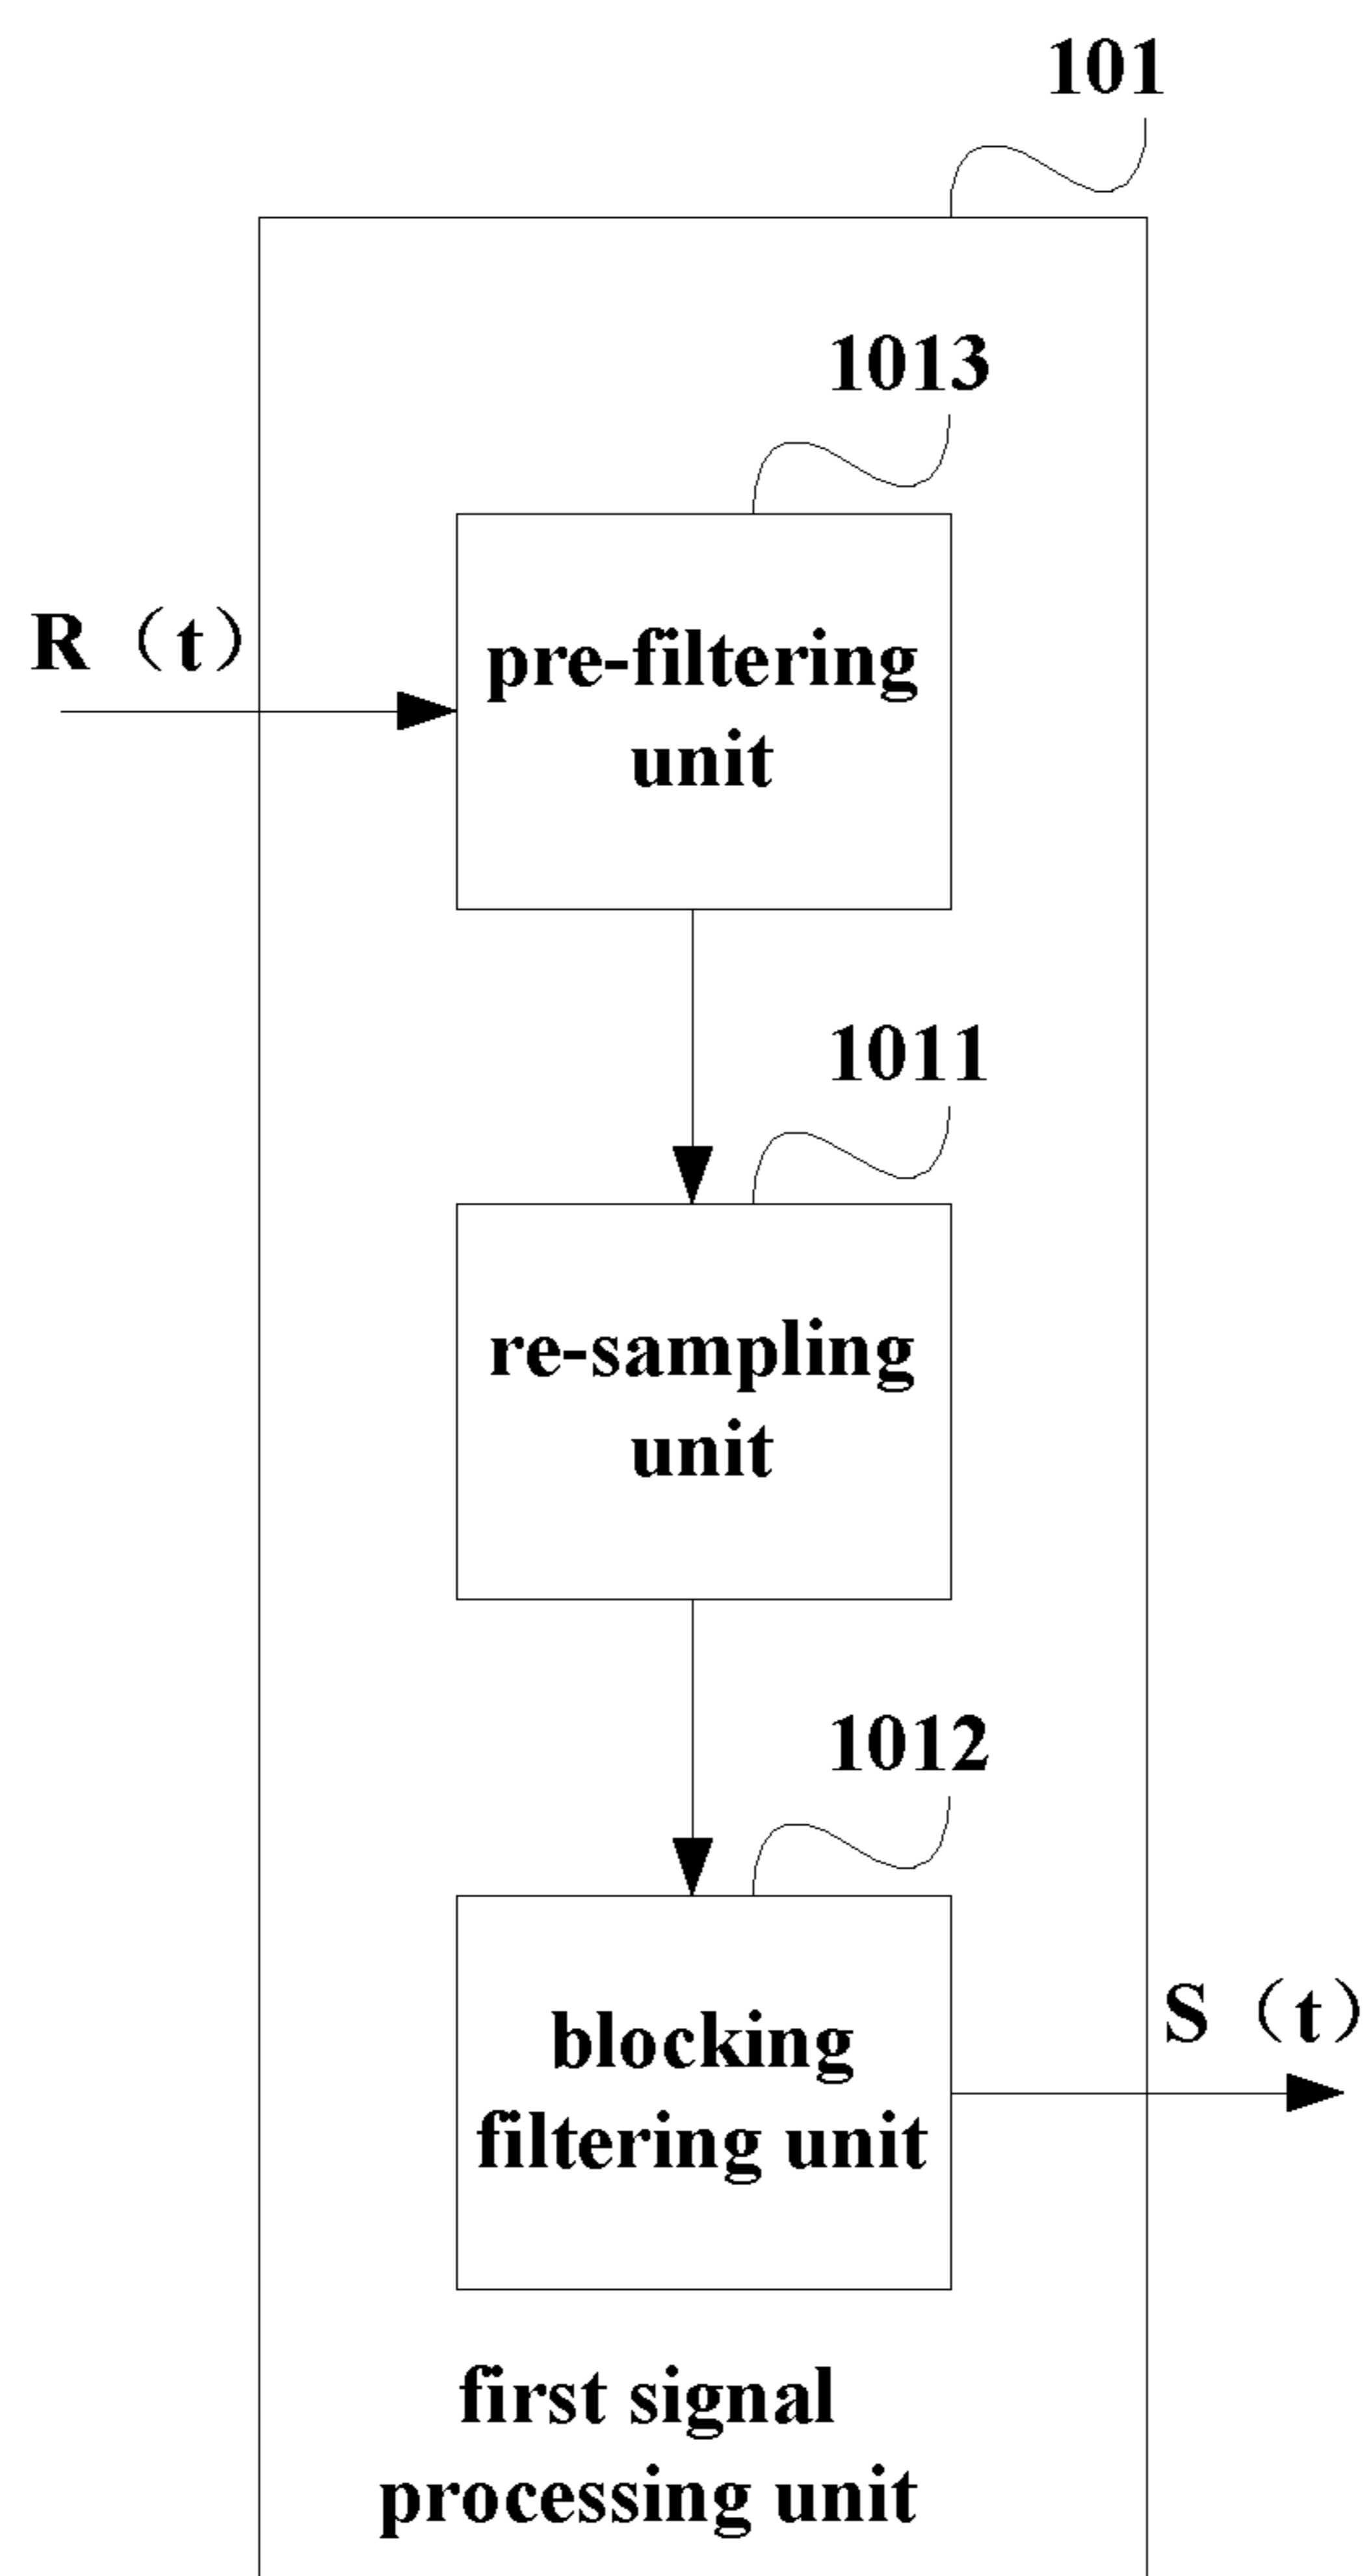 101
1013
R（t）
pre-filtering
unit
1011
re-sampling
unit
1012
blocking
filtering unit
S（t）
first signal
processing unit